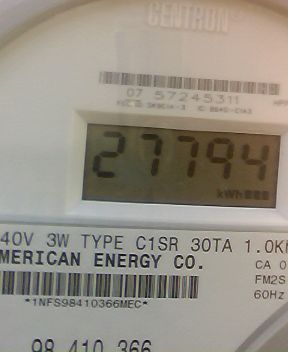 CENTRON
07 57245311
27794
kWh
40V 3W TYPE C1SR 30TA 1.0K
MERICAN ENERGY CO.
CA 0
FM2S
60Hz
*1NFS98410366MEC*
98 410 366